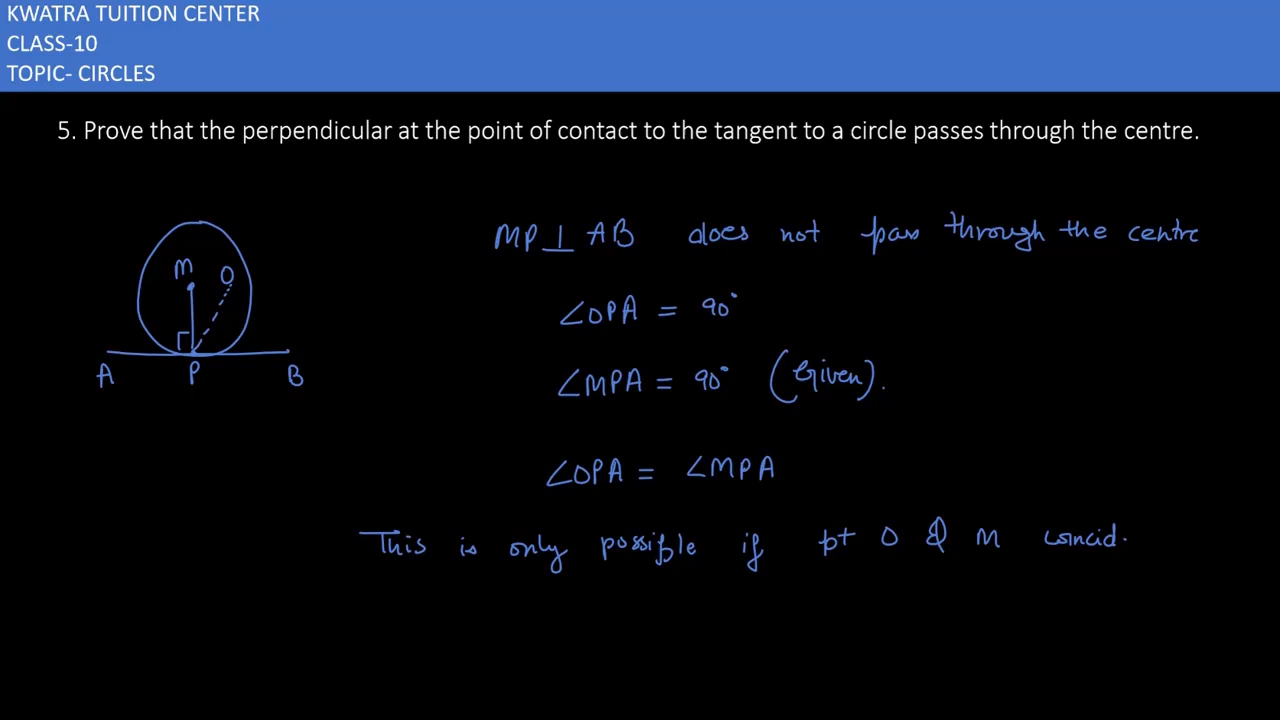 KWATRA TUITION CENTER
CLASS-10
TOPIC- CIRCLES
5. Prove that the perpendicular at the point of contact to the tangent to a circle passes through the centre.
MP ⊥ AB does not pass through the centre
M O
∠OPA = 90°
A P B
∠MPA = 90° (Given).
∠OPA = ∠MPA
This is only possible if pt O & M coincid.